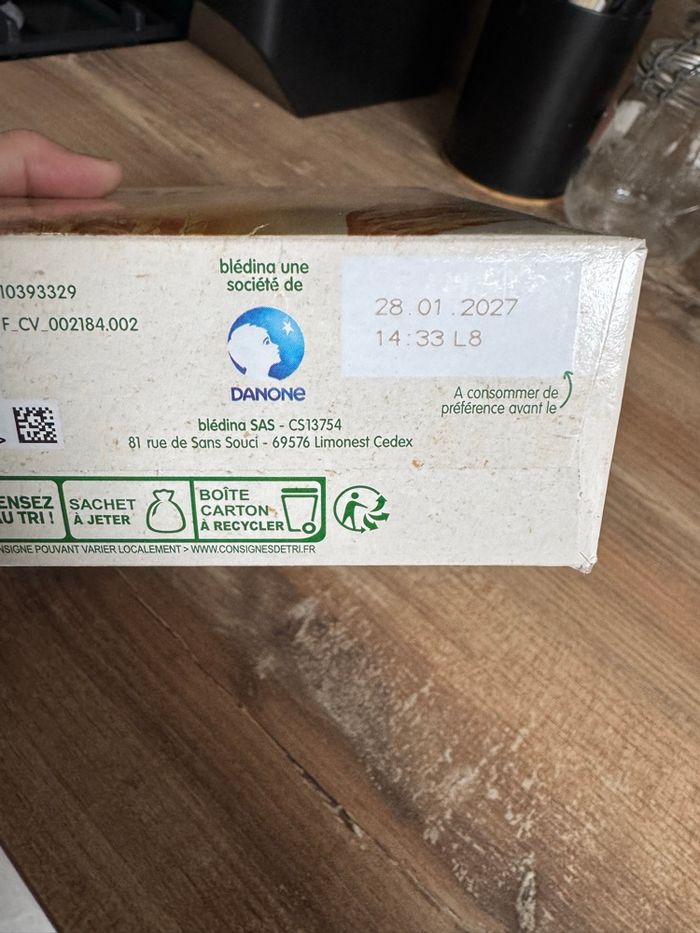 10393329
F_CV_002184.002
blédina une
société de
DANONE
28.01.2027
14:33 L8
A consommer de
préférence avant le
blédina SAS - CS13754
81 rue de Sans Souci - 69576 Limonest Cedex
ENSEZ
AU TRI !
SACHET
À JETER
BOÎTE
CARTON
À RECYCLER
NSIGNE POUVANT VARIER LOCALEMENT > WWW.CONSIGNESDETRI.FR